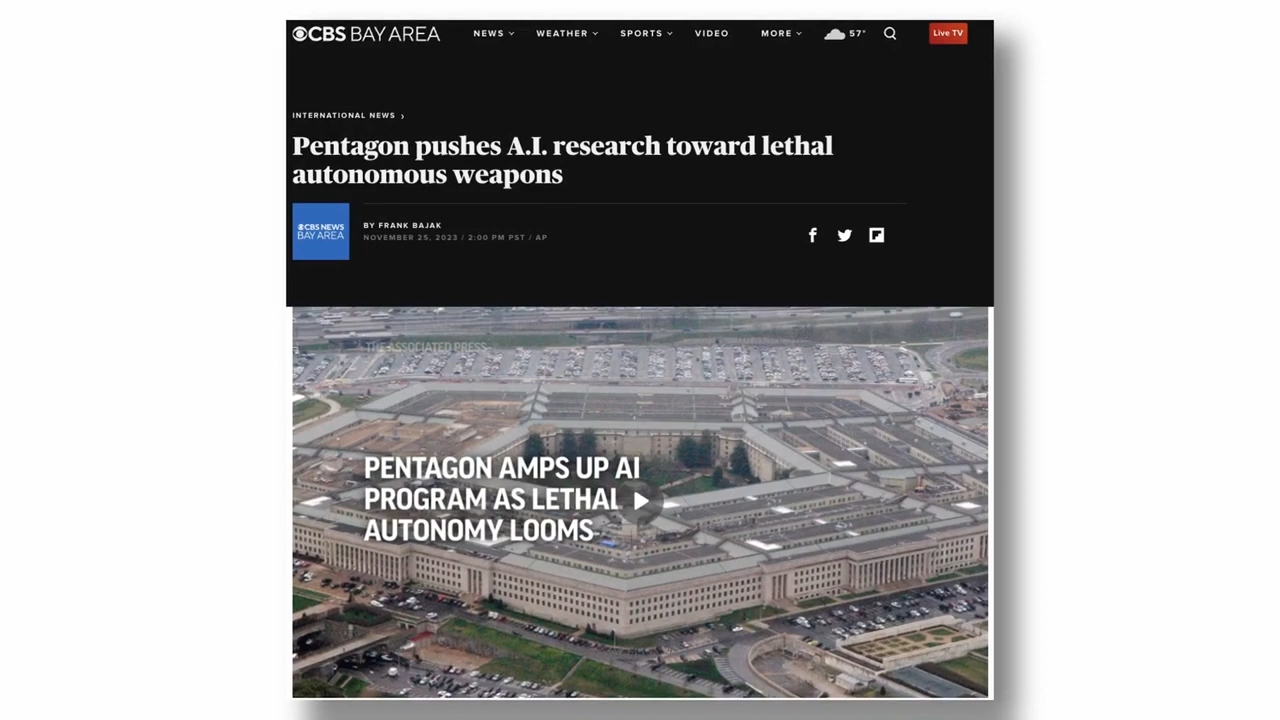 CBS BAY AREA
NEWS WEATHER SPORTS VIDEO MORE 57° Live TV
INTERNATIONAL NEWS ›
Pentagon pushes A.I. research toward lethal
autonomous weapons
CBS NEWS
BAY AREA
BY FRANK BAJAK
NOVEMBER 25, 2023 / 2:00 PM PST / AP
THE ASSOCIATED PRESS
PENTAGON AMPS UP AI
PROGRAM AS LETHAL
AUTONOMY LOOMS